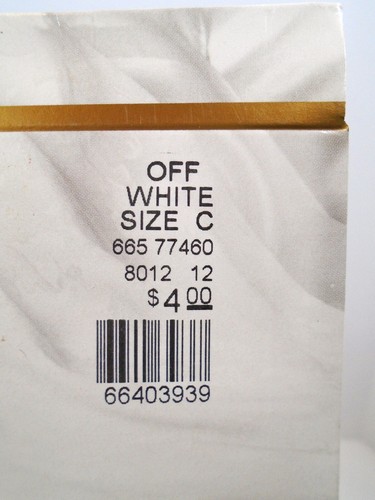 OFF
WHITE
SIZE C
665 77460
8012 12
$4.00
66403939